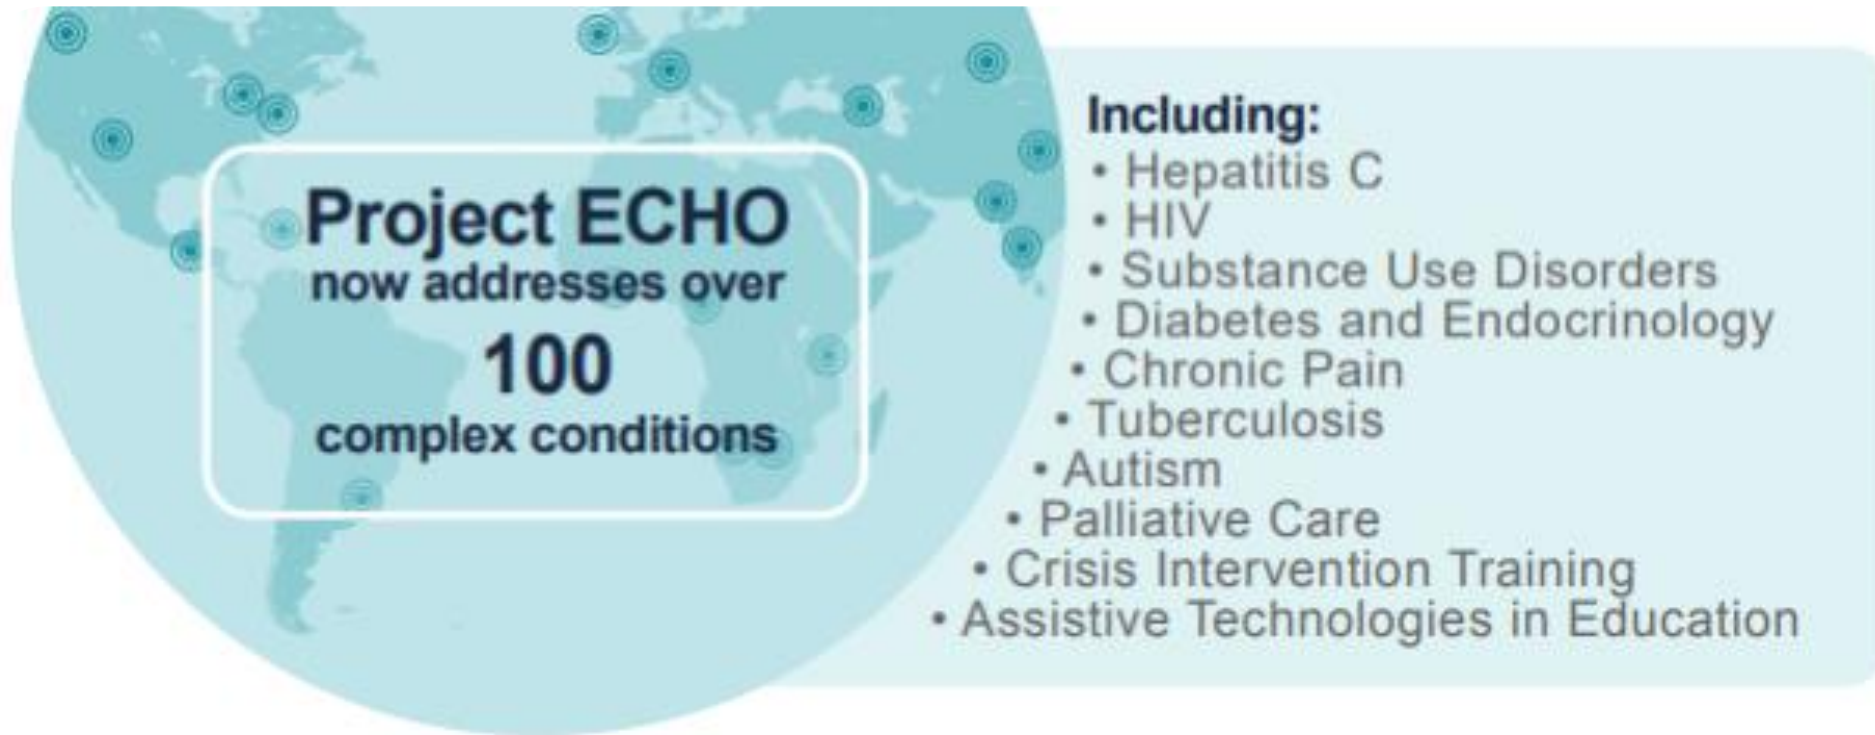 Project ECHO
now addresses over
100
complex conditions
Including:
• Hepatitis C
• HIV
• Substance Use Disorders
• Diabetes and Endocrinology
• Chronic Pain
• Tuberculosis
• Autism
• Palliative Care
• Crisis Intervention Training
• Assistive Technologies in Education